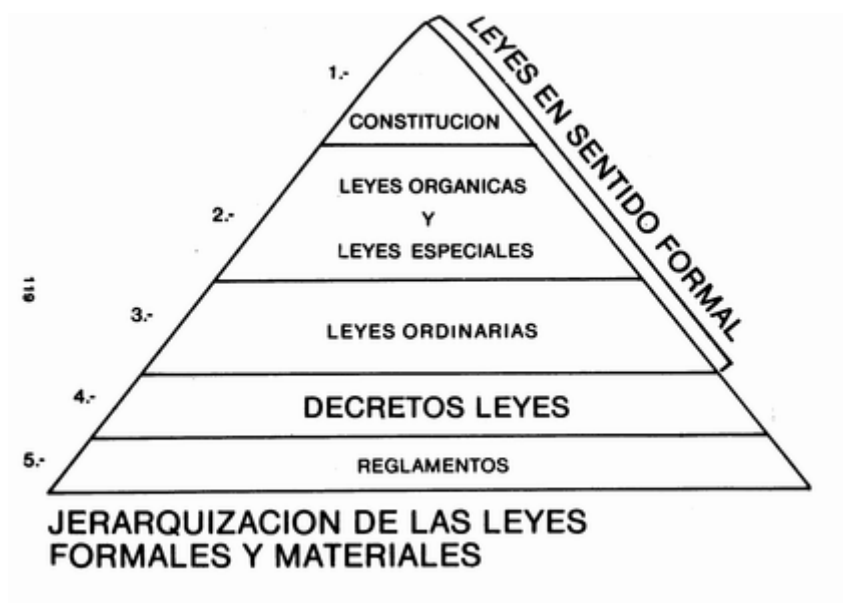 LEYES EN SENTIDO FORMAL
1.-
CONSTITUCION
2.-
LEYES ORGANICAS
Y
LEYES ESPECIALES
3.-
LEYES ORDINARIAS
4.-
DECRETOS LEYES
5.-
REGLAMENTOS
119
JERARQUIZACION DE LAS LEYES
FORMALES Y MATERIALES